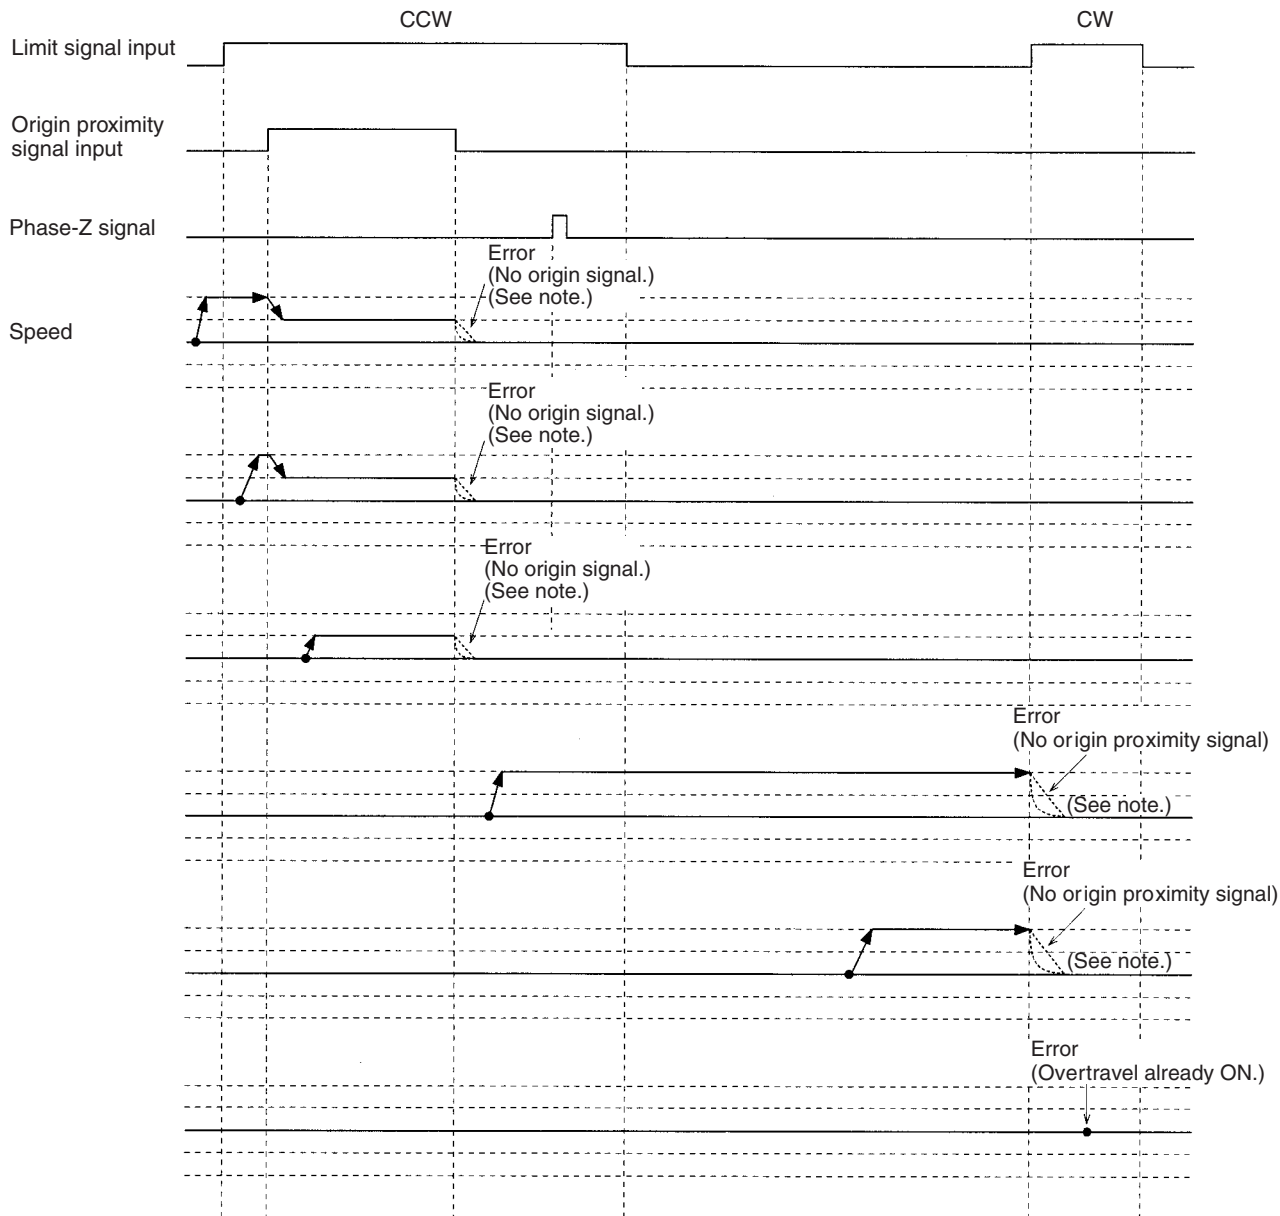 CCW
CW
Limit signal input
Origin proximity
signal input
Phase-Z signal
Error
(No origin signal.)
(See note.)
Speed
Error
(No origin signal.)
(See note.)
Error
(No origin signal.)
(See note.)
Error
(No origin proximity signal)
(See note.)
Error
(No origin proximity signal)
(See note.)
Error
(Overtravel already ON.)